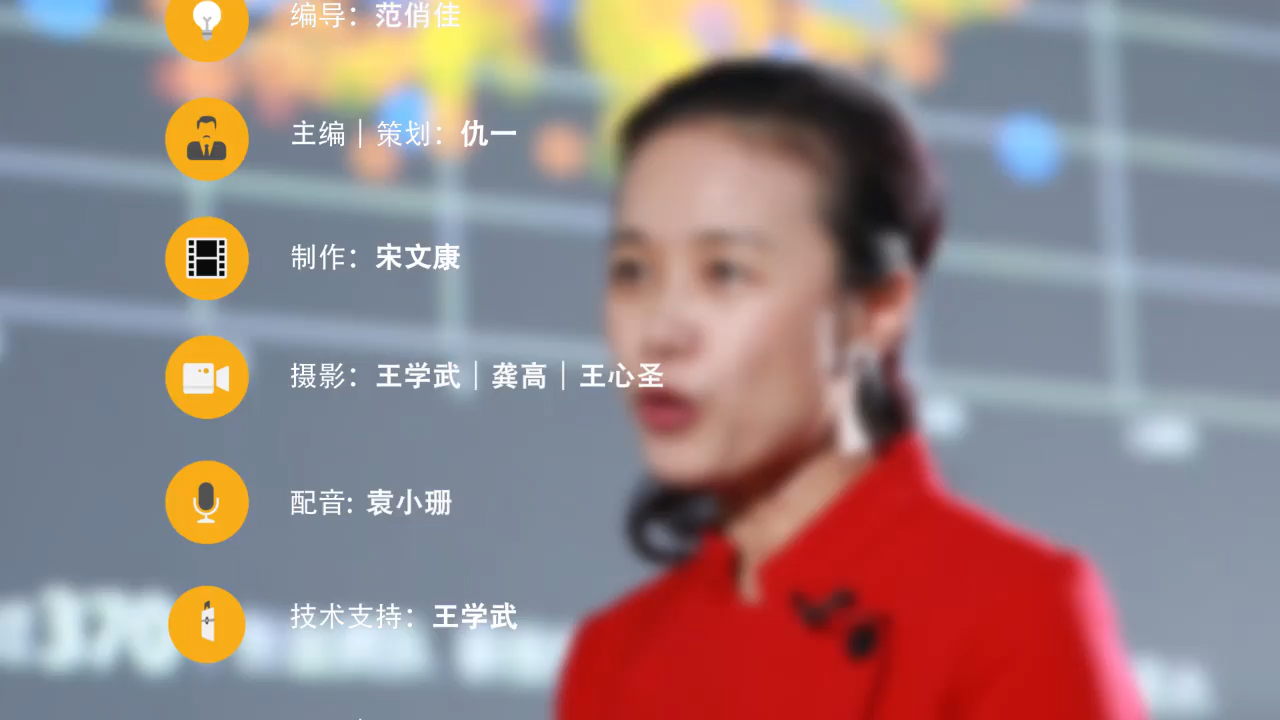 编导：范俏佳
主编｜策划：仇一
制作：宋文康
摄影：王学武｜龚高｜王心圣
配音: 袁小珊
技术支持：王学武
370